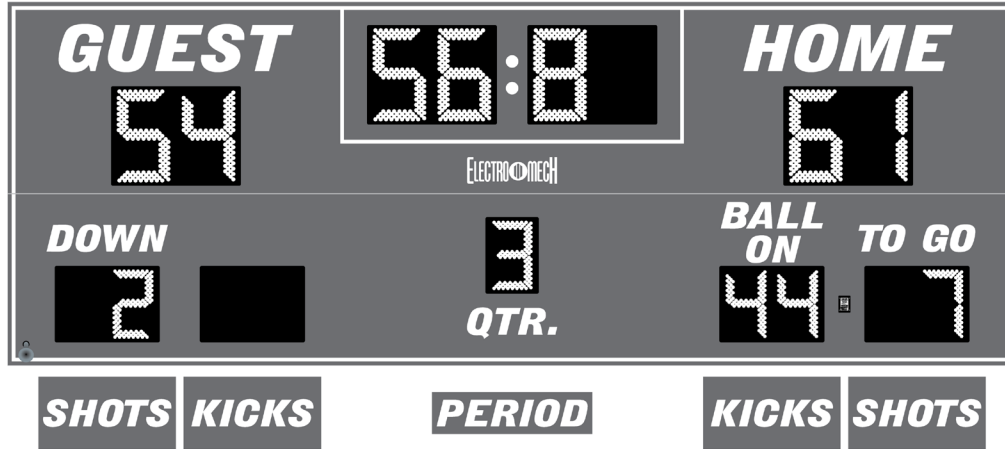 GUEST
56:8
HOME
54
61
ELECTRO MECH
DOWN
3
BALL
ON
TO GO
2
QTR.
44
7
SHOTS
KICKS
PERIOD
KICKS
SHOTS